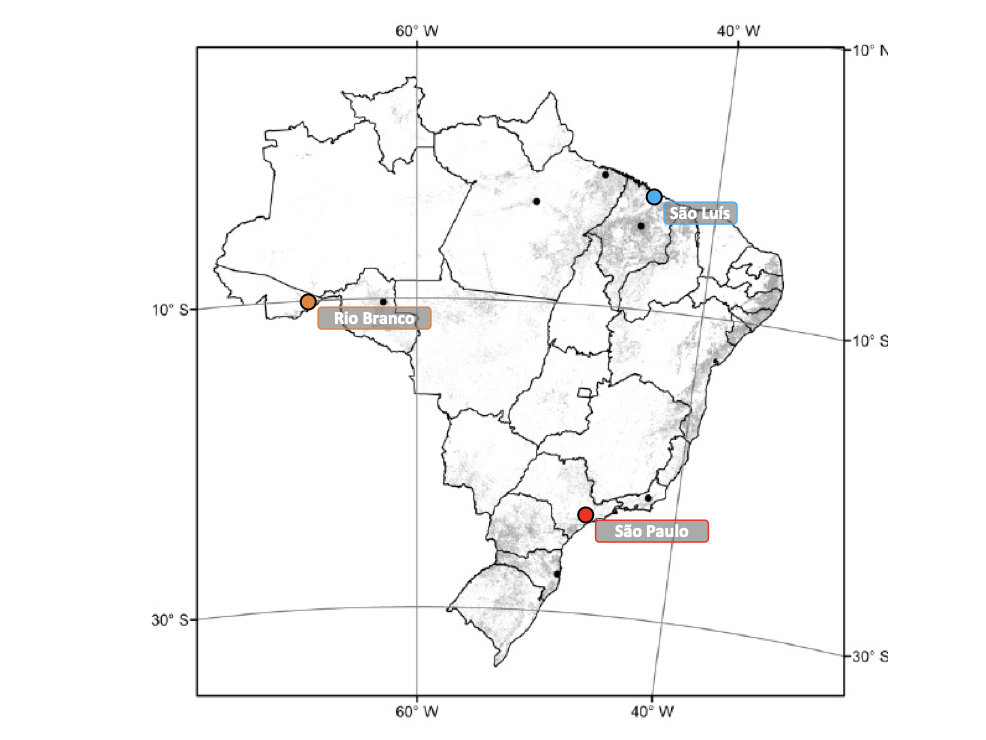 60° W
40° W
10° N
São Luís
10° S
Rio Branco
10° S
São Paulo
30° S
30° S
60° W
40° W